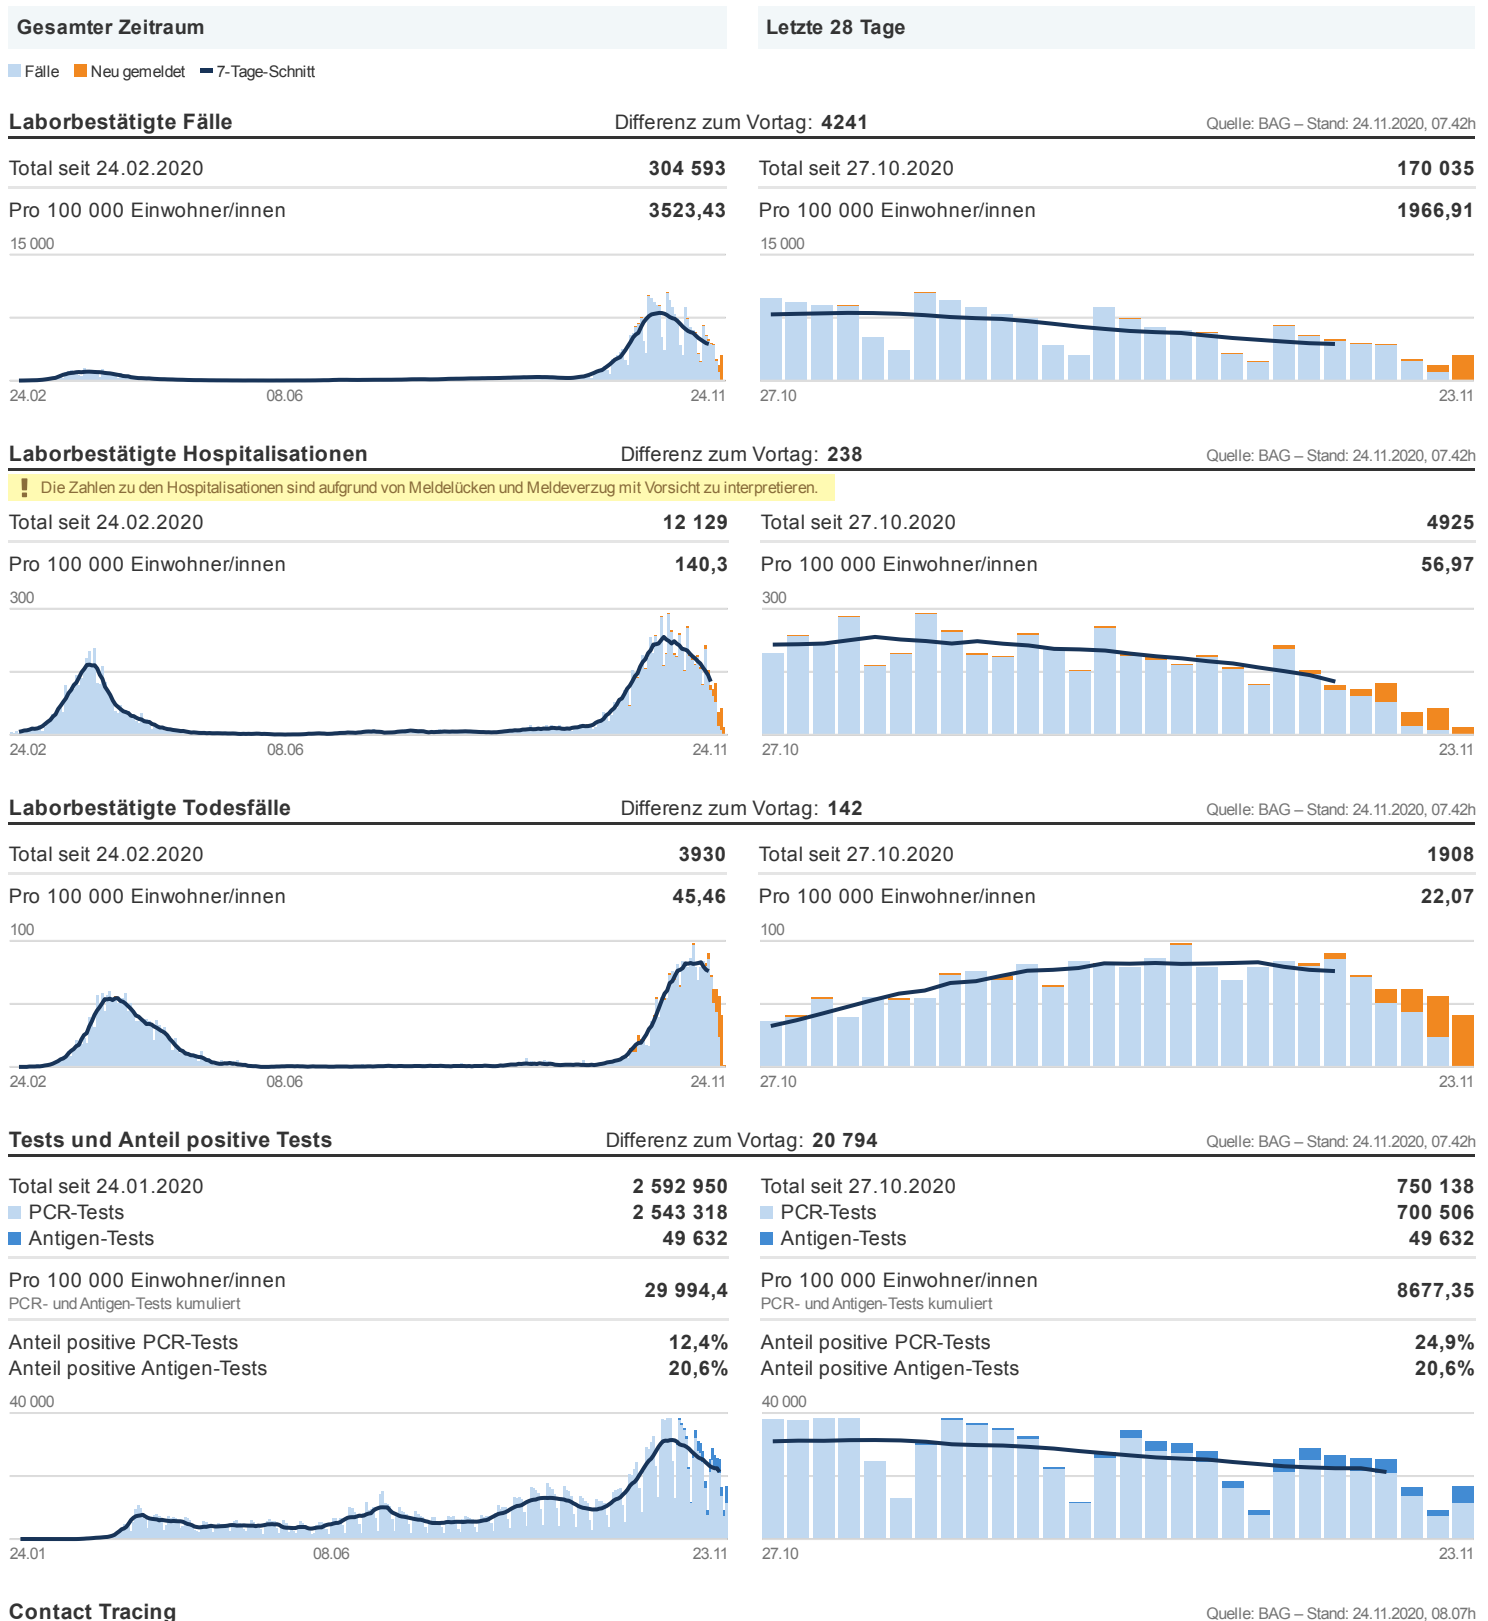 Gesamter Zeitraum
Letzte 28 Tage
Fälle Neu gemeldet 7-Tage-Schnitt
Laborbestätigte Fälle Differenz zum Vortag: 4241 Quelle: BAG – Stand: 24.11.2020, 07.42h
Total seit 24.02.2020 304 593
Pro 100 000 Einwohner/innen 3523,43
15 000
24.02 08.06 24.11
Total seit 27.10.2020 170 035
Pro 100 000 Einwohner/innen 1966,91
15 000
27.10 23.11
Laborbestätigte Hospitalisationen Differenz zum Vortag: 238 Quelle: BAG – Stand: 24.11.2020, 07.42h
! Die Zahlen zu den Hospitalisationen sind aufgrund von Meldelücken und Meldeverzug mit Vorsicht zu interpretieren.
Total seit 24.02.2020 12 129
Pro 100 000 Einwohner/innen 140,3
300
24.02 08.06 24.11
Total seit 27.10.2020 4925
Pro 100 000 Einwohner/innen 56,97
300
27.10 23.11
Laborbestätigte Todesfälle Differenz zum Vortag: 142 Quelle: BAG – Stand: 24.11.2020, 07.42h
Total seit 24.02.2020 3930
Pro 100 000 Einwohner/innen 45,46
100
24.02 08.06 24.11
Total seit 27.10.2020 1908
Pro 100 000 Einwohner/innen 22,07
100
27.10 23.11
Tests und Anteil positive Tests Differenz zum Vortag: 20 794 Quelle: BAG – Stand: 24.11.2020, 07.42h
Total seit 24.01.2020 2 592 950
PCR-Tests 2 543 318
Antigen-Tests 49 632
Pro 100 000 Einwohner/innen 29 994,4
PCR- und Antigen-Tests kumuliert
Anteil positive PCR-Tests 12,4%
Anteil positive Antigen-Tests 20,6%
40 000
24.01 08.06 23.11
Total seit 27.10.2020 750 138
PCR-Tests 700 506
Antigen-Tests 49 632
Pro 100 000 Einwohner/innen 8677,35
PCR- und Antigen-Tests kumuliert
Anteil positive PCR-Tests 24,9%
Anteil positive Antigen-Tests 20,6%
40 000
27.10 23.11
Contact Tracing Quelle: BAG – Stand: 24.11.2020, 08.07h